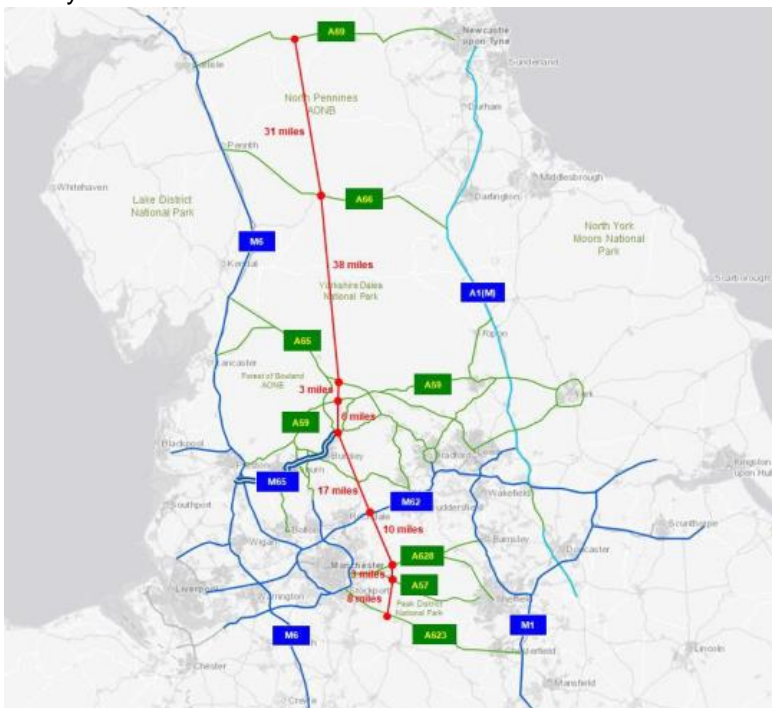 A69
Newcastle
upon Tyne
Carlisle
Sunderland
North Pennines
AONB
Durham
31 miles
Penrith
Middlesbrough
Whitehaven
Lake District
National Park
A66
Darlington
North York
Moors National
Park
M6
Kendal
38 miles
Yorkshire Dales
National Park
A1(M)
Scarborough
A65
Ripon
Lancaster
Forest of Bowland
AONB
3 miles
A59
York
A59
6 miles
Blackpool
Burnley
Bradford
M65
17 miles
M62
Kingston
upon Hull
Southport
Rochdale
Huddersfield
Wakefield
Bolton
10 miles
Scunthorpe
Wigan
Barnsley
Doncaster
Manchester
A628
3 miles
A57
Liverpool
Warrington
Stockport
8 miles
Peak District
National Park
Sheffield
M6
A623
M1
Chesterfield
Chester
Lincoln
Mansfield
Crewe